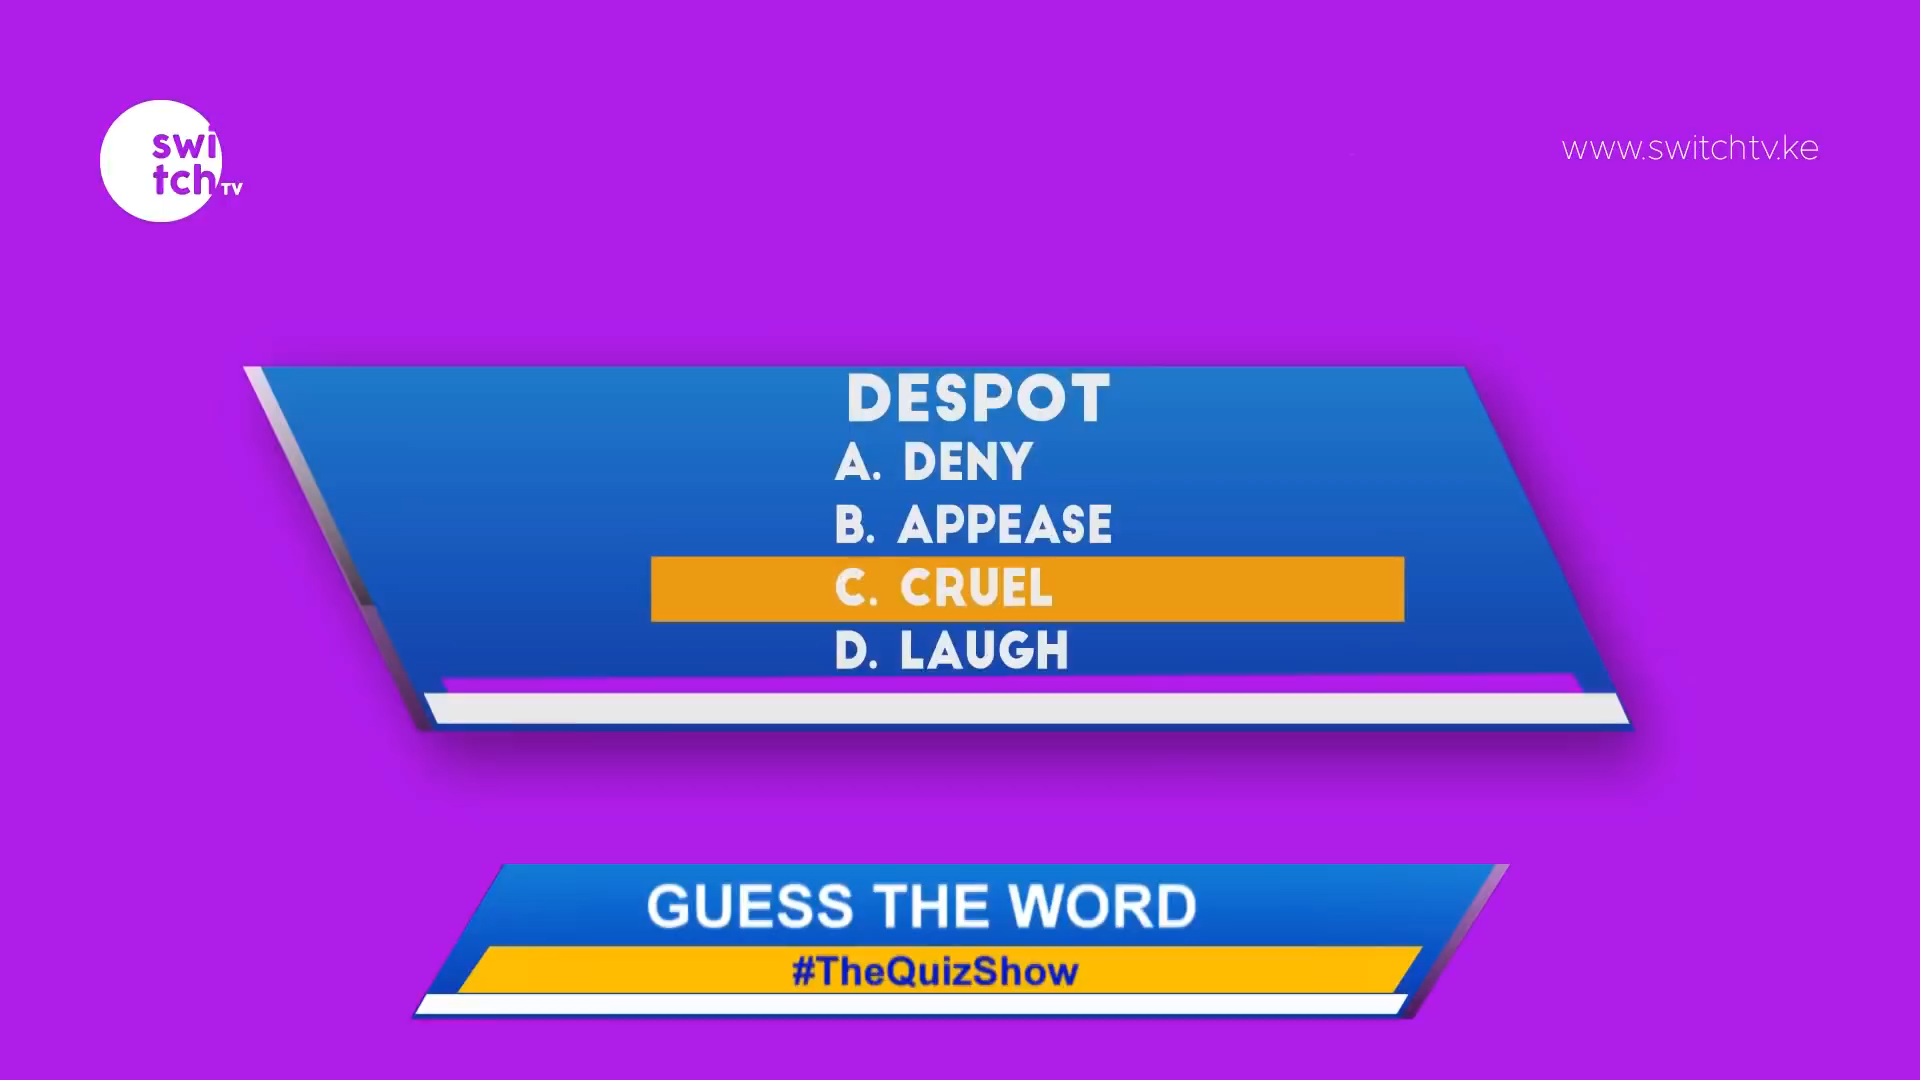 swi
tch TV
www.switchtv.ke
DESPOT
A. DENY
B. APPEASE
C. CRUEL
D. LAUGH
GUESS THE WORD
#TheQuizShow